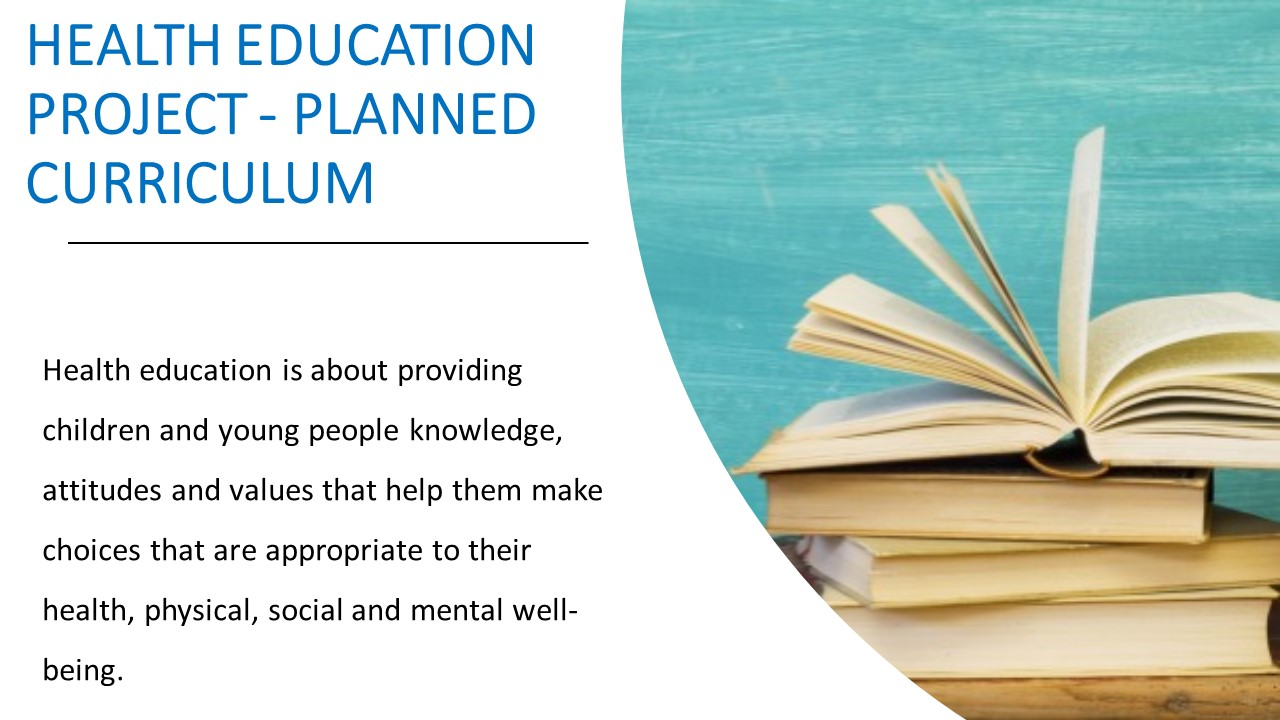 HEALTH EDUCATION
PROJECT - PLANNED
CURRICULUM
Health education is about providing
children and young people knowledge,
attitudes and values that help them make
choices that are appropriate to their
health, physical, social and mental well-
being.